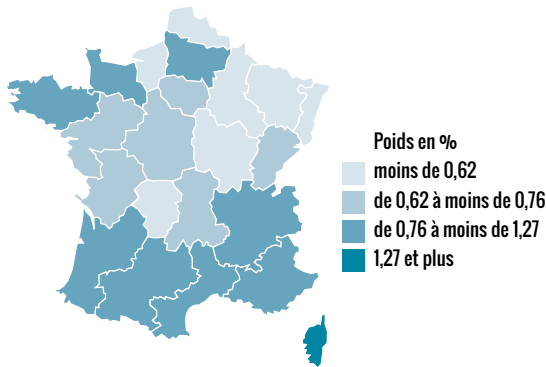 Poids en %
moins de 0,62
de 0,62 à moins de 0,76
de 0,76 à moins de 1,27
1,27 et plus